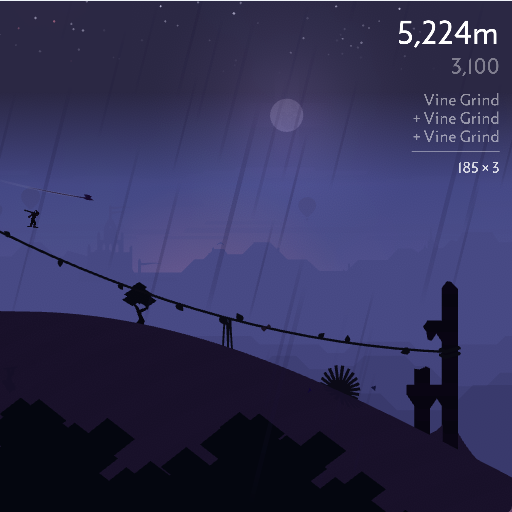 5,224m
3,100
Vine Grind
+ Vine Grind
+ Vine Grind
185 × 3